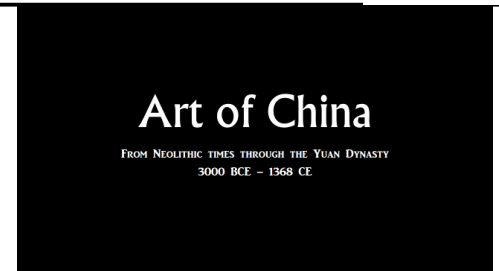 Art of China
From Neolithic times through the Yuan Dynasty
3000 BCE – 1368 CE